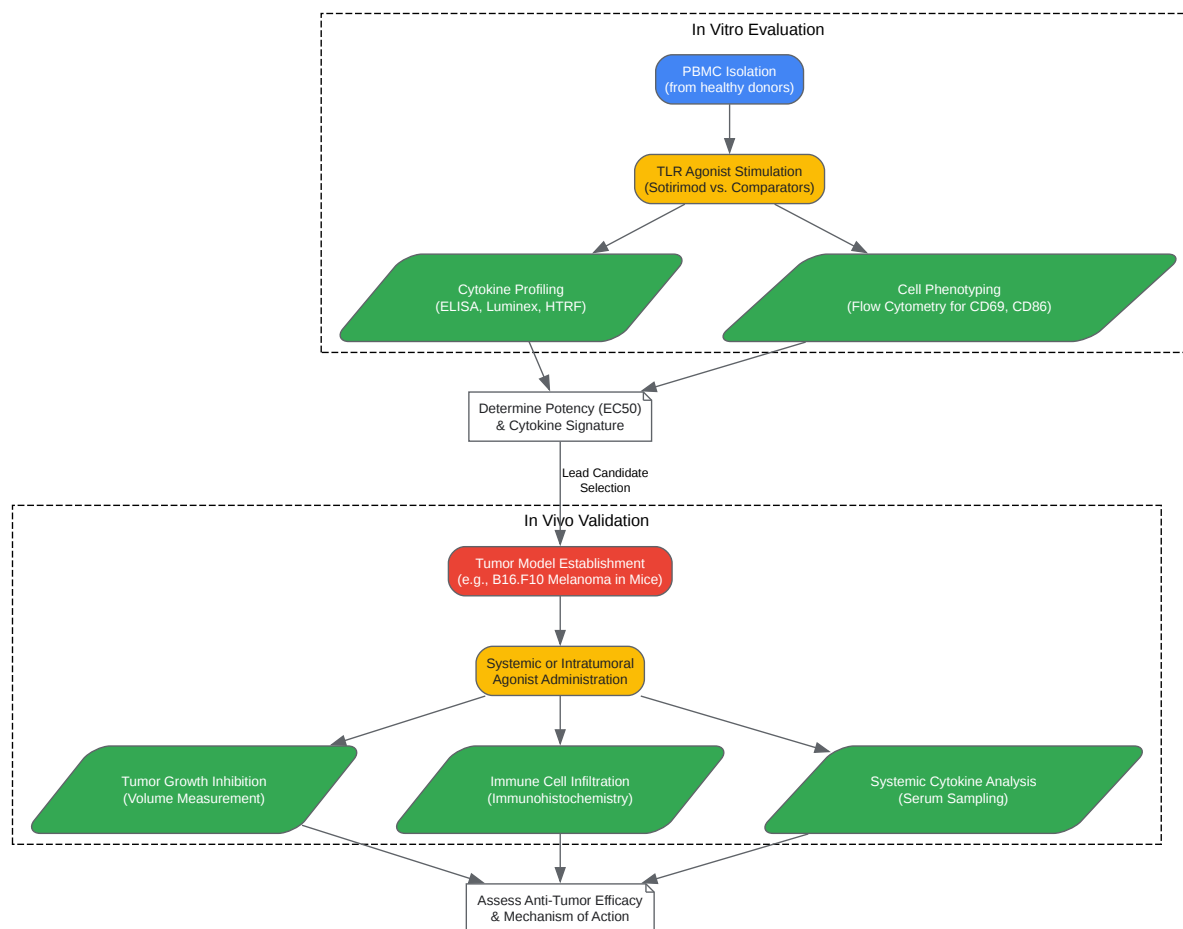 In Vitro Evaluation
PBMC Isolation
(from healthy donors)
TLR Agonist Stimulation
(Sotirimod vs. Comparators)
Cytokine Profiling
(ELISA, Luminex, HTRF)
Cell Phenotyping
(Flow Cytometry for CD69, CD86)
Determine Potency (EC50)
& Cytokine Signature
Lead Candidate
Selection
In Vivo Validation
Tumor Model Establishment
(e.g., B16.F10 Melanoma in Mice)
Systemic or Intratumoral
Agonist Administration
Tumor Growth Inhibition
(Volume Measurement)
Immune Cell Infiltration
(Immunohistochemistry)
Systemic Cytokine Analysis
(Serum Sampling)
Assess Anti-Tumor Efficacy
& Mechanism of Action